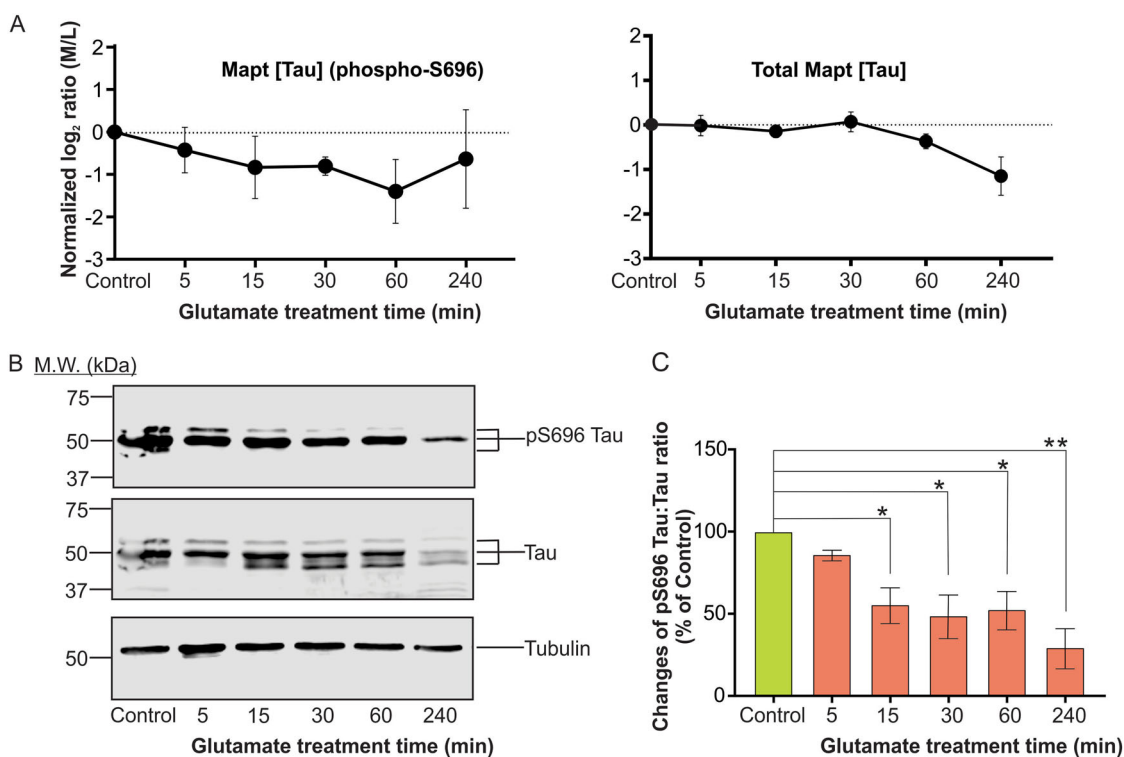 A
Normalized log2 ratio (M/L)
2
1
0
-1
-2
-3
Mapt [Tau] (phospho-S696)
Control 5 15 30 60 240
Glutamate treatment time (min)
2
1
0
-1
-2
-3
Total Mapt [Tau]
Control 5 15 30 60 240
Glutamate treatment time (min)
B M.W. (kDa)
75
50
37
pS696 Tau
75
50
37
Tau
50
Tubulin
Control 5 15 30 60 240
Glutamate treatment time (min)
C
Changes of pS696 Tau:Tau ratio
(% of Control)
150
100
50
0
*
*
*
**
Control 5 15 30 60 240
Glutamate treatment time (min)